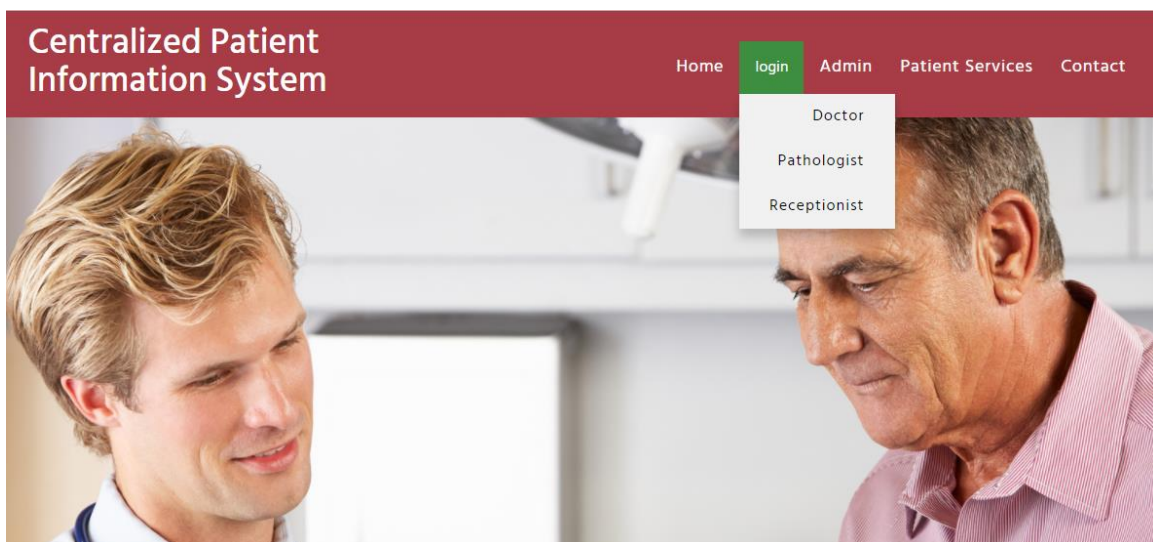 Centralized Patient
Information System
Home login Admin Patient Services Contact
Doctor
Pathologist
Receptionist